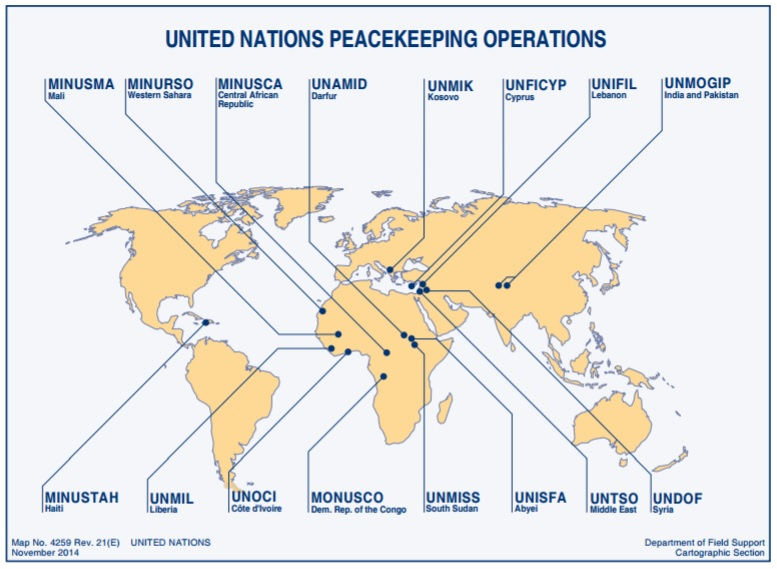 UNITED NATIONS PEACEKEEPING OPERATIONS
MINUSMA
Mali
MINURSO
Western Sahara
MINUSCA
Central African
Republic
UNAMID
Darfur
UNMIK
Kosovo
UNFICYP
Cyprus
UNIFIL
Lebanon
UNMOGIP
India and Pakistan
MINUSTAH
Haiti
UNMIL
Liberia
UNOCI
Côte d'Ivoire
MONUSCO
Dem. Rep. of the Congo
UNMISS
South Sudan
UNISFA
Abyei
UNTSO
Middle East
UNDOF
Syria
Map No. 4259 Rev. 21(E) UNITED NATIONS
November 2014
Department of Field Support
Cartographic Section